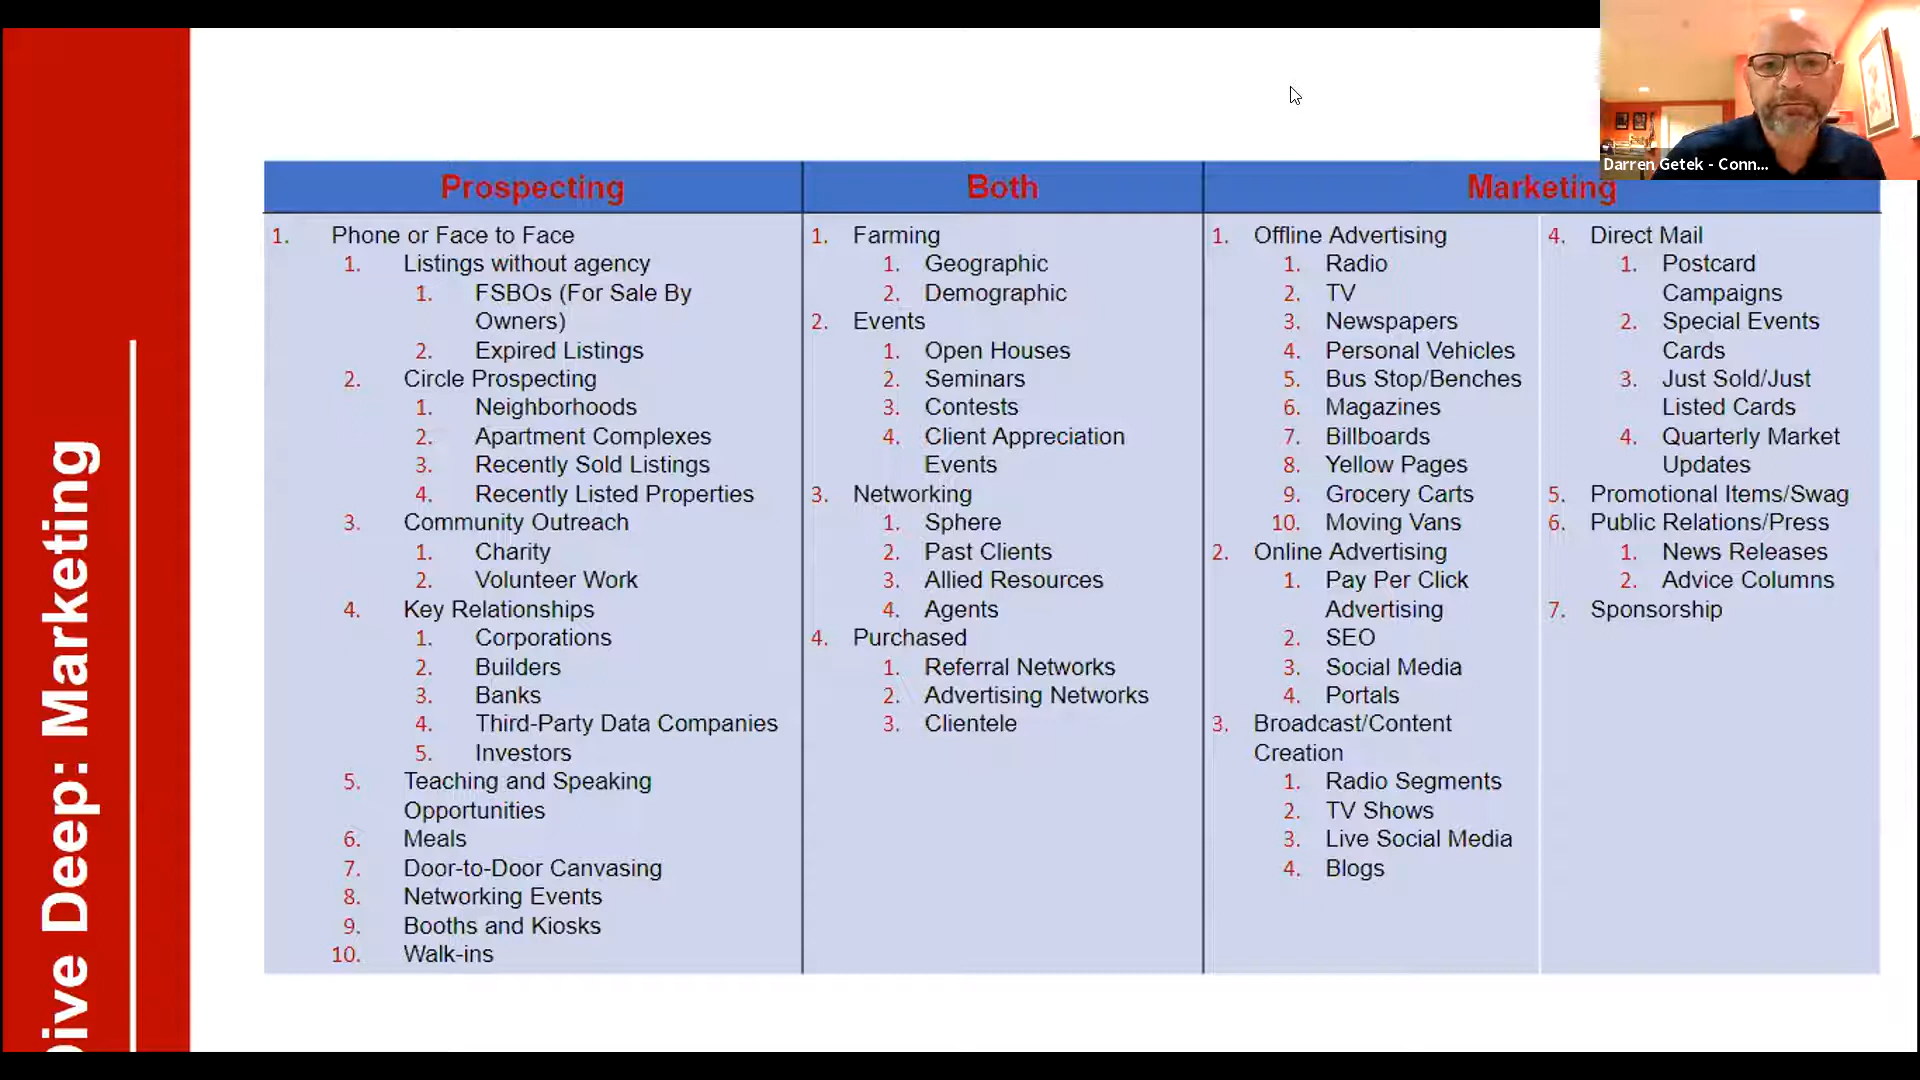 Darren Getek - Conn...
Dive Deep: Marketing
Prospecting
1. Phone or Face to Face
1. Listings without agency
1. FSBOs (For Sale By
Owners)
2. Expired Listings
2. Circle Prospecting
1. Neighborhoods
2. Apartment Complexes
3. Recently Sold Listings
4. Recently Listed Properties
3. Community Outreach
1. Charity
2. Volunteer Work
4. Key Relationships
1. Corporations
2. Builders
3. Banks
4. Third-Party Data Companies
5. Investors
5. Teaching and Speaking
Opportunities
6. Meals
7. Door-to-Door Canvasing
8. Networking Events
9. Booths and Kiosks
10. Walk-ins
Both
1. Farming
1. Geographic
2. Demographic
2. Events
1. Open Houses
2. Seminars
3. Contests
4. Client Appreciation
Events
3. Networking
1. Sphere
2. Past Clients
3. Allied Resources
4. Agents
4. Purchased
1. Referral Networks
2. Advertising Networks
3. Clientele
Marketing
1. Offline Advertising
1. Radio
2. TV
3. Newspapers
4. Personal Vehicles
5. Bus Stop/Benches
6. Magazines
7. Billboards
8. Yellow Pages
9. Grocery Carts
10. Moving Vans
2. Online Advertising
1. Pay Per Click
Advertising
2. SEO
3. Social Media
4. Portals
3. Broadcast/Content
Creation
1. Radio Segments
2. TV Shows
3. Live Social Media
4. Blogs
4. Direct Mail
1. Postcard
Campaigns
2. Special Events
Cards
3. Just Sold/Just
Listed Cards
4. Quarterly Market
Updates
5. Promotional Items/Swag
6. Public Relations/Press
1. News Releases
2. Advice Columns
7. Sponsorship